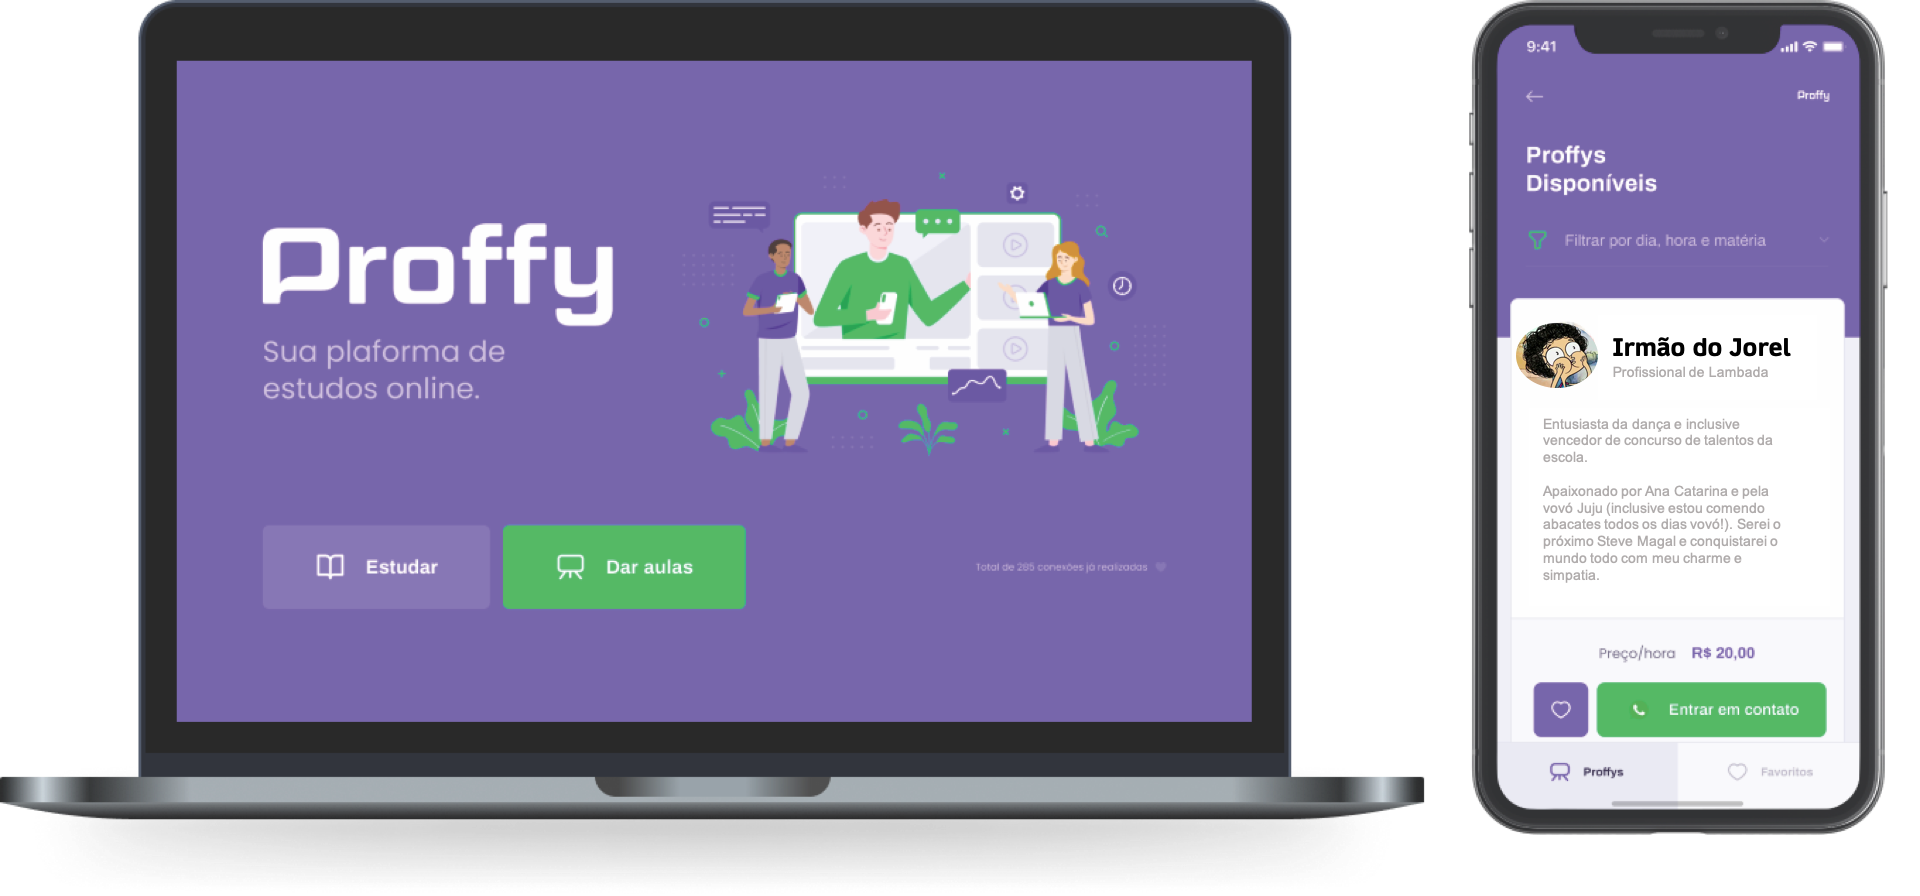 Proffy
Sua plaforma de
estudos online.
Estudar
Dar aulas
Total de 285 conexões já realizadas
9:41
Proffy
Proffys
Disponíveis
Filtrar por dia, hora e matéria
Irmão do Jorel
Profissional de Lambada
Entusiasta da dança e inclusive
vencedor de concurso de talentos da
escola.
Apaixonado por Ana Catarina e pela
vovó Juju (inclusive estou comendo
abacates todos os dias vovó!). Serei o
próximo Steve Magal e conquistarei o
mundo todo com meu charme e
simpatia.
Preço/hora R$ 20,00
Entrar em contato
Proffys
Favoritos